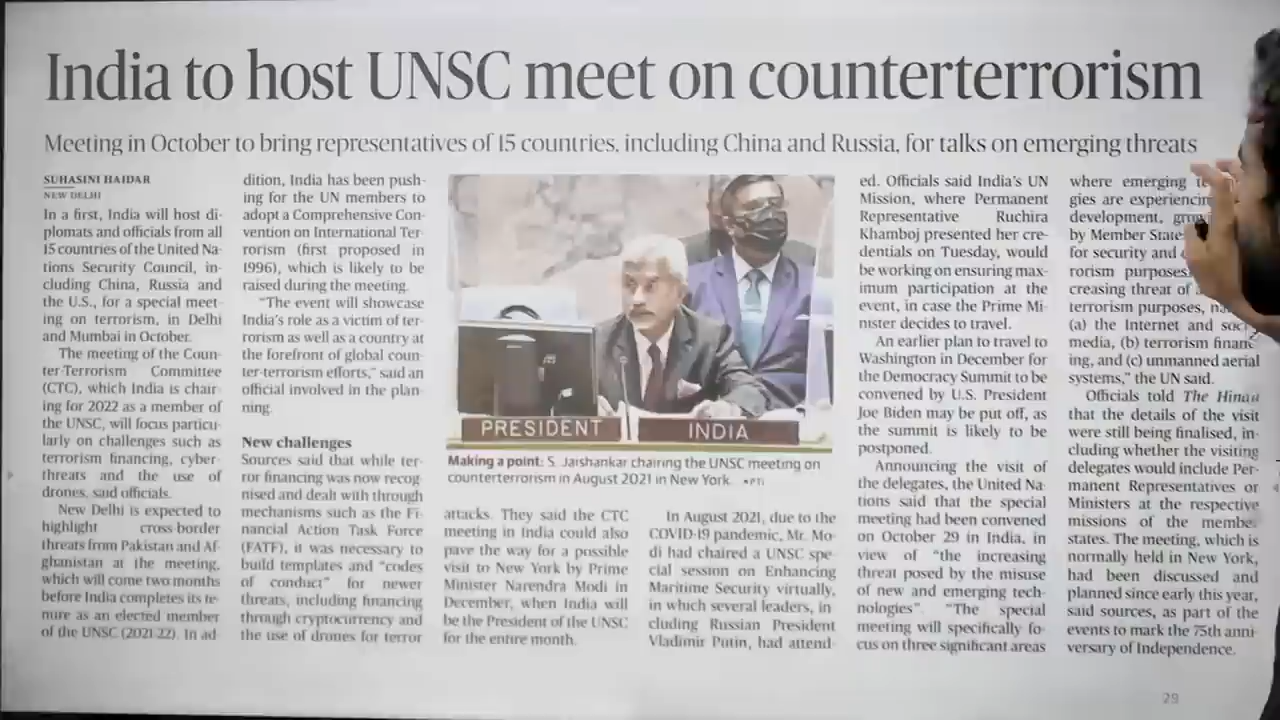 India to host UNSC meet on counterterrorism
Meeting in October to bring representatives of 15 countries, including China and Russia, for talks on emerging threats
SUHASINI HAIDAR
NEW DELHI
In a first, India will host di-
plomats and officials from all
15 countries of the United Na-
tions Security Council, in-
cluding China, Russia and
the U.S., for a special meet-
ing on terrorism, in Delhi
and Mumbai in October.
The meeting of the Coun-
ter-Terrorism Committee
(CTC), which India is chair-
ing for 2022 as a member of
the UNSC, will focus particu-
larly on challenges such as
terrorism financing, cyber-
threats and the use of
drones, said officials.
New Delhi is expected to
highlight cross-border
threats from Pakistan and Af-
ghanistan at the meeting,
which will come two months
before India completes its te-
nure as an elected member
of the UNSC (2021-22). In ad-
dition, India has been push-
ing for the UN members to
adopt a Comprehensive Con-
vention on International Ter-
rorism (first proposed in
1996), which is likely to be
raised during the meeting.
"The event will showcase
India's role as a victim of ter-
rorism as well as a country at
the forefront of global coun-
ter-terrorism efforts," said an
official involved in the plan-
ning.
New challenges
Sources said that while ter-
ror financing was now recog-
nised and dealt with through
mechanisms such as the Fi-
nancial Action Task Force
(FATF), it was necessary to
build templates and "codes
of conduct" for newer
threats, including financing
through cryptocurrency and
the use of drones for terror
PRESIDENT
INDIA
Making a point: S. Jaishankar chairing the UNSC meeting on
counterterrorism in August 2021 in New York. •PTI
attacks. They said the CTC
meeting in India could also
pave the way for a possible
visit to New York by Prime
Minister Narendra Modi in
December, when India will
be the President of the UNSC
for the entire month.
In August 2021, due to the
COVID-19 pandemic, Mr. Mo-
di had chaired a UNSC spe-
cial session on Enhancing
Maritime Security virtually,
in which several leaders, in-
cluding Russian President
Vladimir Putin, had attend-
ed. Officials said India's UN
Mission, where Permanent
Representative Ruchira
Khamboj presented her cre-
dentials on Tuesday, would
be working on ensuring max-
imum participation at the
event, in case the Prime Mi-
nister decides to travel.
An earlier plan to travel to
Washington in December for
the Democracy Summit to be
convened by U.S. President
Joe Biden may be put off, as
the summit is likely to be
postponed.
Announcing the visit of
the delegates, the United Na-
tions said that the special
meeting had been convened
on October 29 in India, in
view of "the increasing
threat posed by the misuse
of new and emerging tech-
nologies". "The special
meeting will specifically fo-
cus on three significant areas
where emerging
gies are experiencin
development,
by Member State
for security and
rorism purposes
creasing threat of
terrorism purposes,
(a) the Internet and
media, (b) terrorism financ-
ing, and (c) unmanned aerial
systems," the UN said.
Officials told The Hindu
that the details of the visit
were still being finalised, in-
cluding whether the visiting
delegates would include Per-
manent Representatives or
Ministers at the respective
missions of the membe
states. The meeting, which is
normally held in New York,
had been discussed and
planned since early this year,
said sources, as part of the
events to mark the 75th anni-
versary of Independence.
29